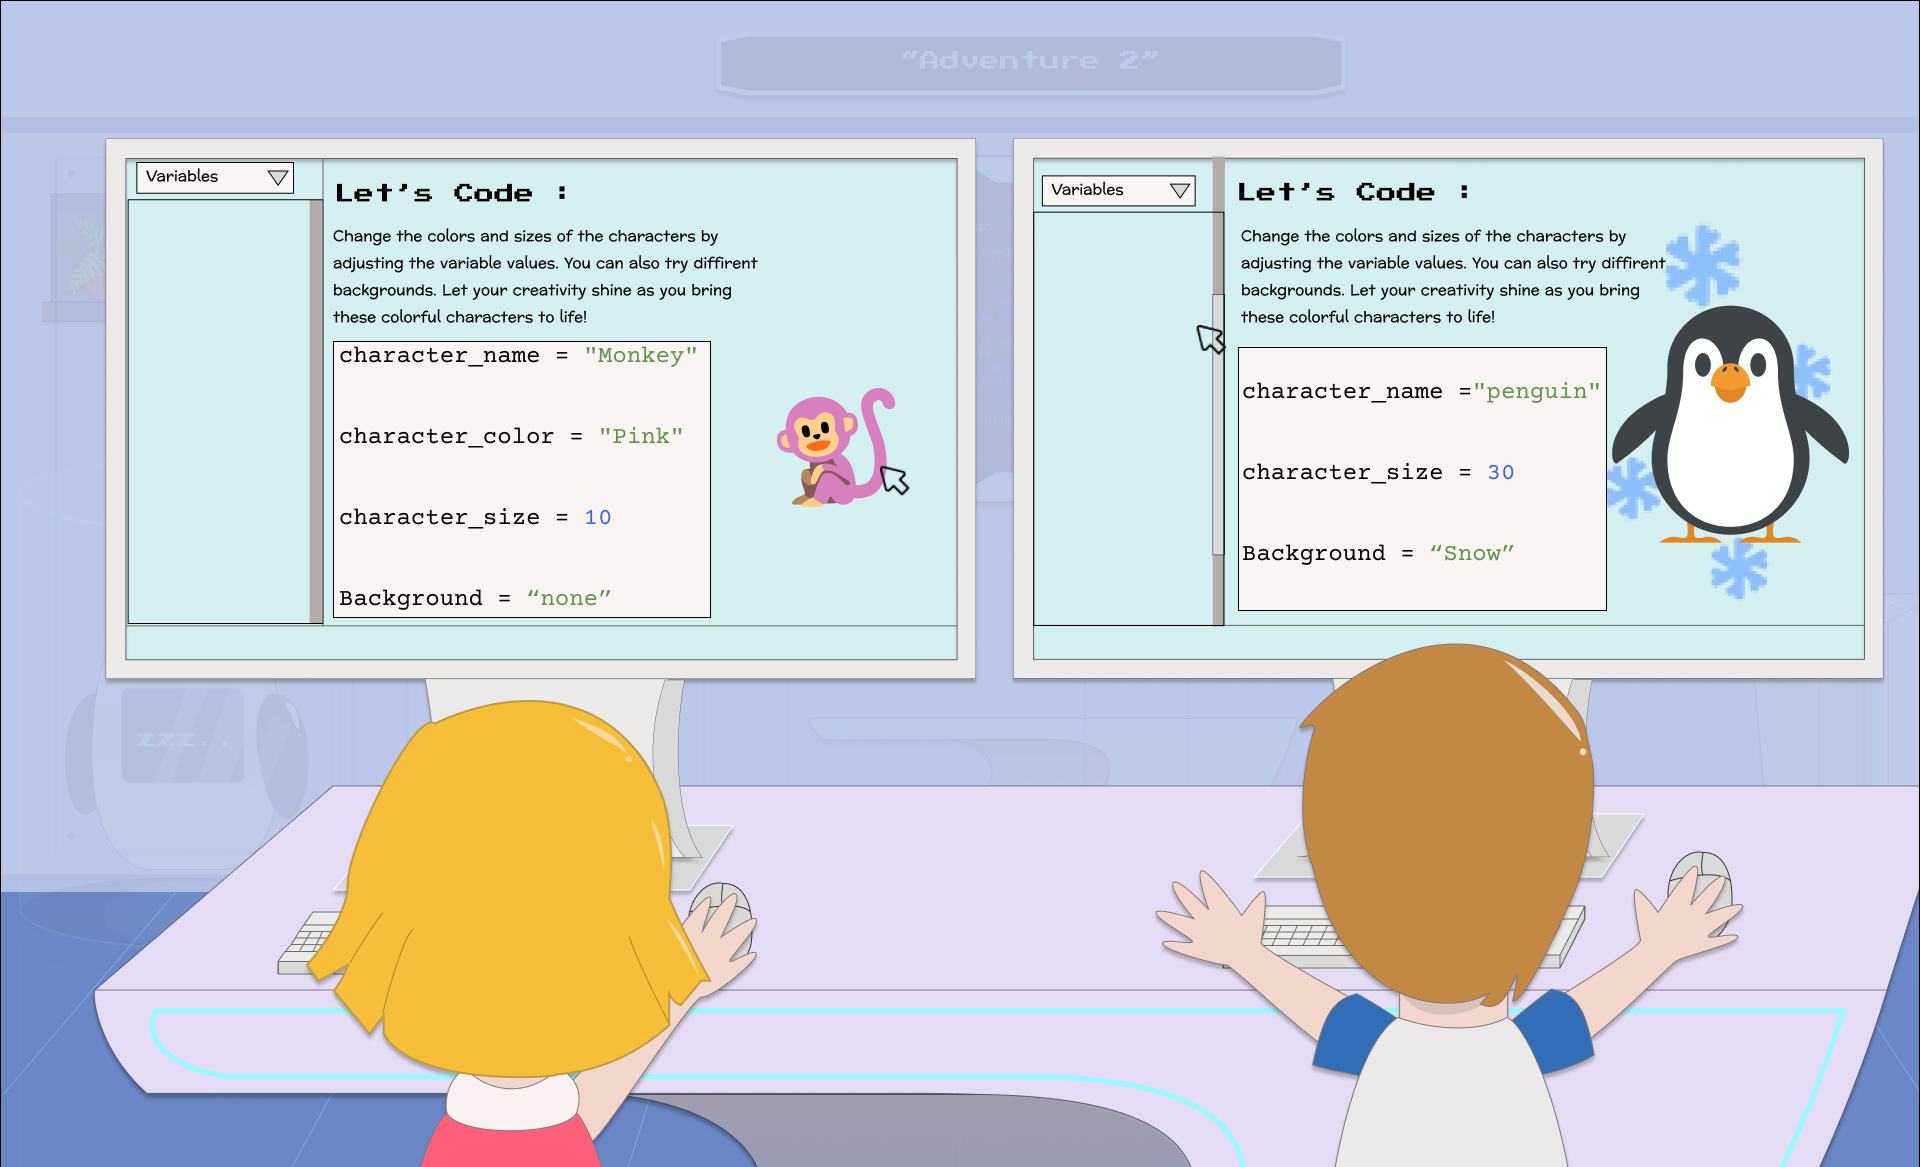 “Adventure 2”
Variables
Let's Code :
Change the colors and sizes of the characters by
adjusting the variable values. You can also try diffirent
backgrounds. Let your creativity shine as you bring
these colorful characters to life!
character_name = "Monkey"
character_color = "Pink"
character_size = 10
Background = “none”
Variables
Let's Code :
Change the colors and sizes of the characters by
adjusting the variable values. You can also try diffirent
backgrounds. Let your creativity shine as you bring
these colorful characters to life!
character_name ="penguin"
character_size = 30
Background = “Snow”
zzz..